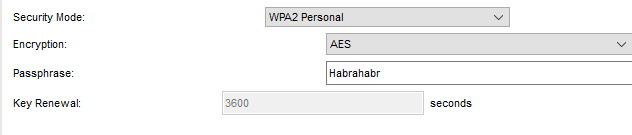 Security Mode: WPA2 Personal
Encryption: AES
Passphrase: Habrahabr
Key Renewal: 3600 seconds